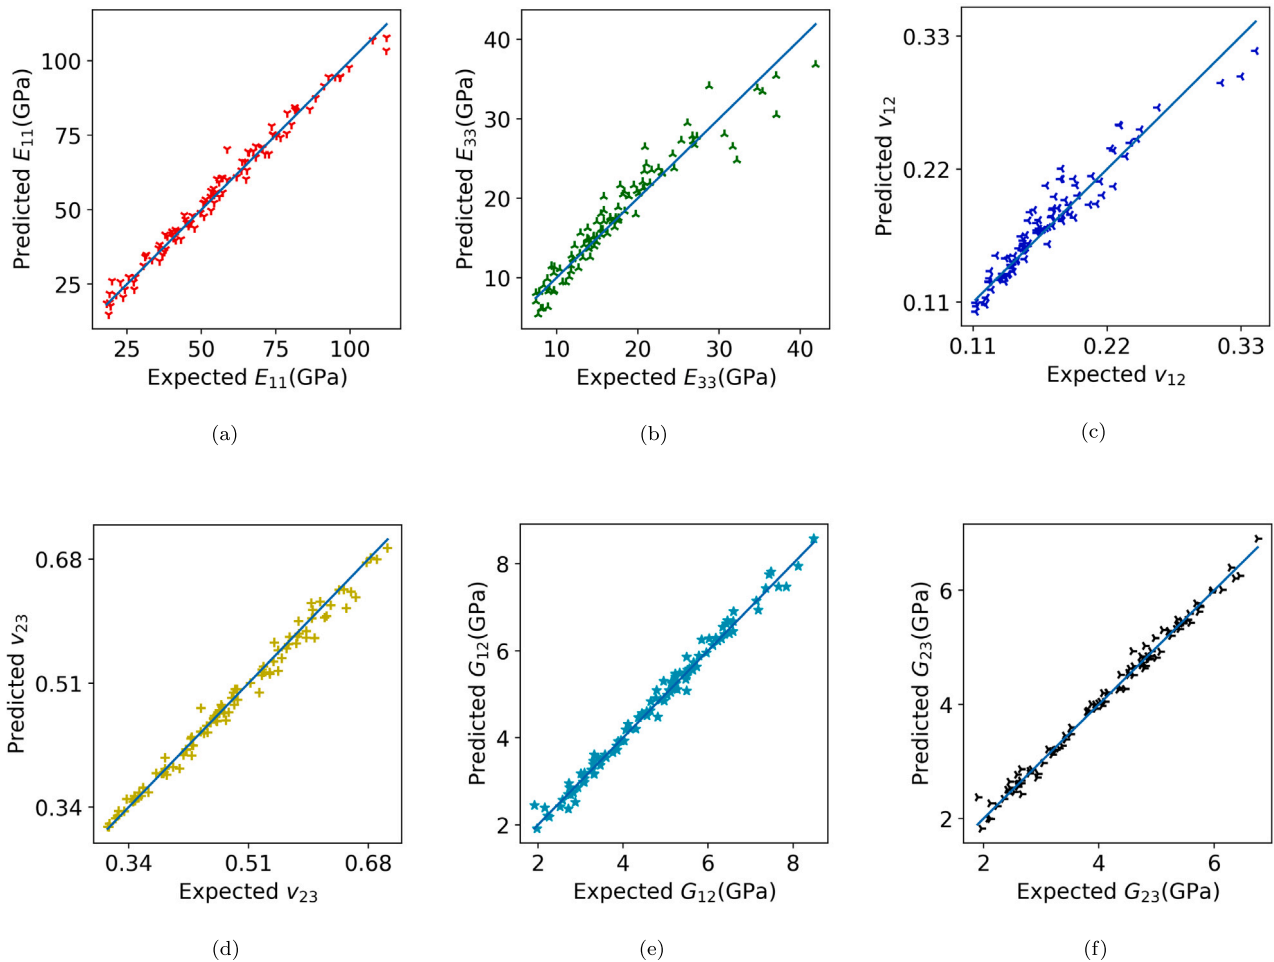 100
75
50
25
Predicted E₁₁(GPa)
25 50 75 100
Expected E₁₁(GPa)
(a)
40
30
20
10
Predicted E₃₃(GPa)
10 20 30 40
Expected E₃₃(GPa)
(b)
0.33
0.22
0.11
Predicted v₁₂
0.11 0.22 0.33
Expected v₁₂
(c)
0.68
0.51
0.34
Predicted v₂₃
0.34 0.51 0.68
Expected v₂₃
(d)
8
6
4
2
Predicted G₁₂(GPa)
2 4 6 8
Expected G₁₂(GPa)
(e)
6
4
2
Predicted G₂₃(GPa)
2 4 6
Expected G₂₃(GPa)
(f)